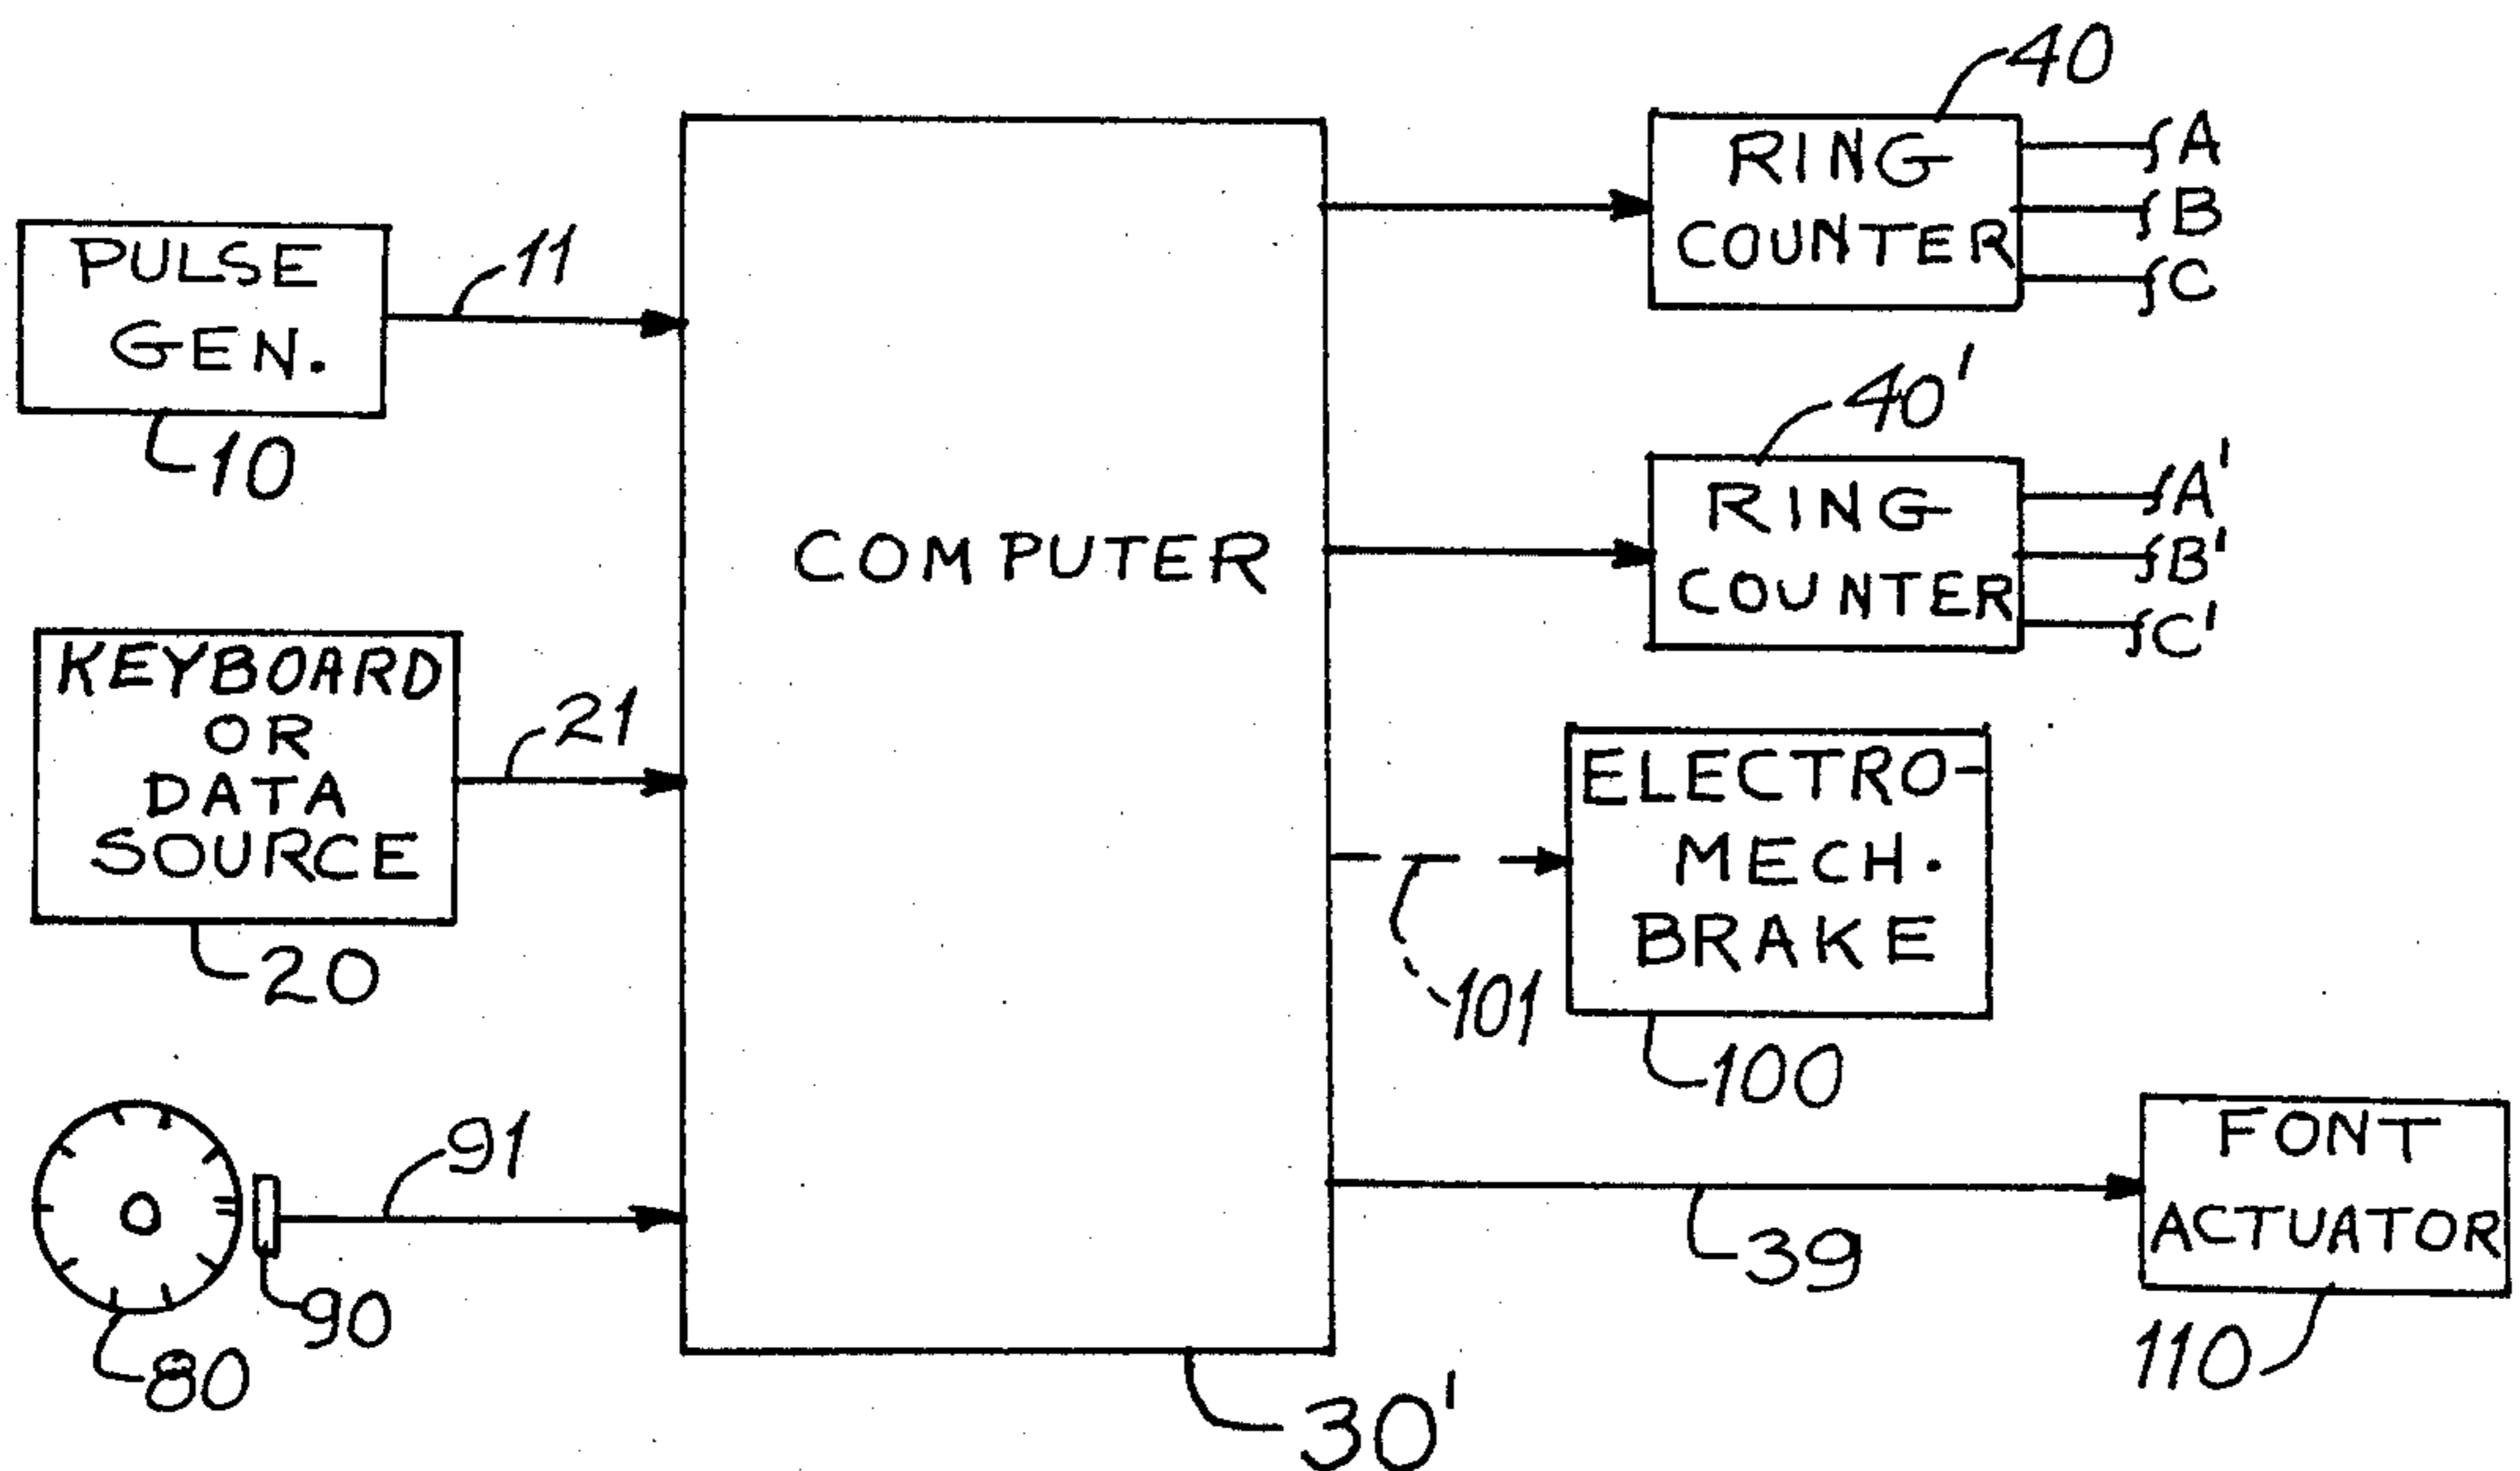 40
RING
COUNTER
A
B
C
PULSE
GEN.
11
10
40'
RING
COUNTER
A'
B'
C'
COMPUTER
KEYBOARD
OR
DATA
SOURCE
21
20
ELECTRO-
MECH.
BRAKE
101
100
91
90
80
FONT
ACTUATOR
39
110
30'